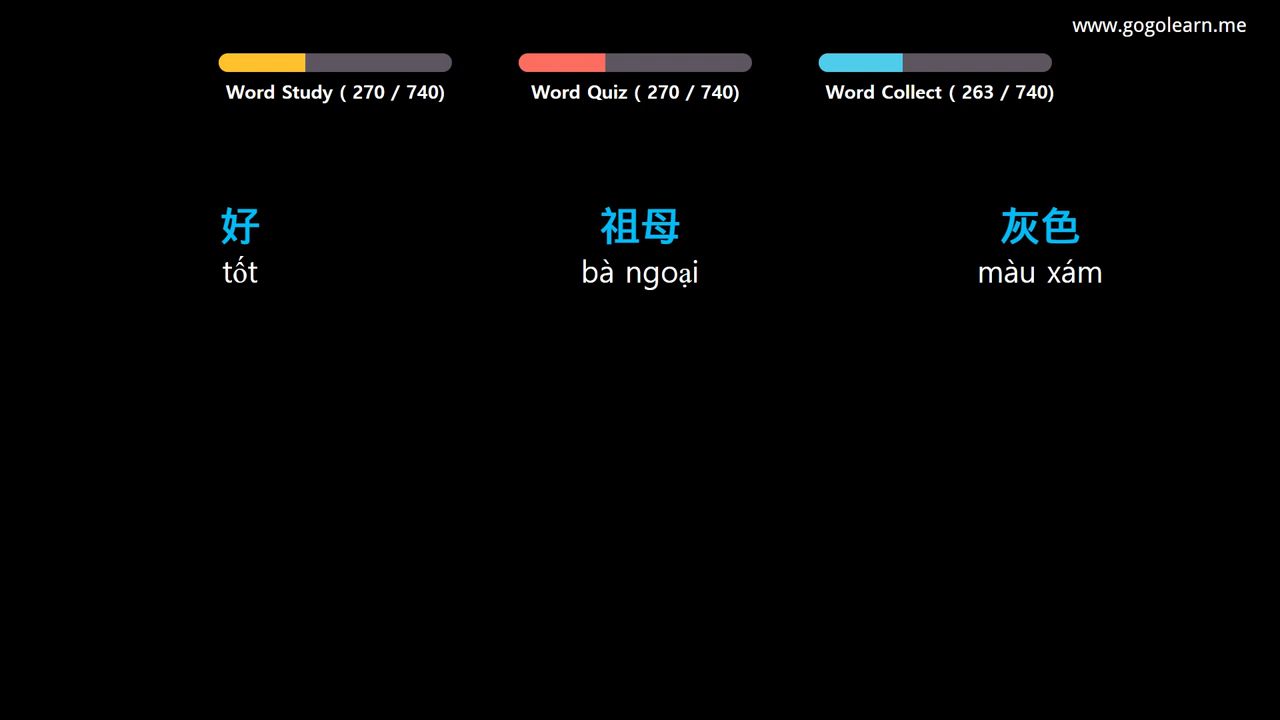 www.gogolearn.me
Word Study ( 270 / 740)
Word Quiz ( 270 / 740)
Word Collect ( 263 / 740)
好
tốt
祖母
bà ngoại
灰色
màu xám